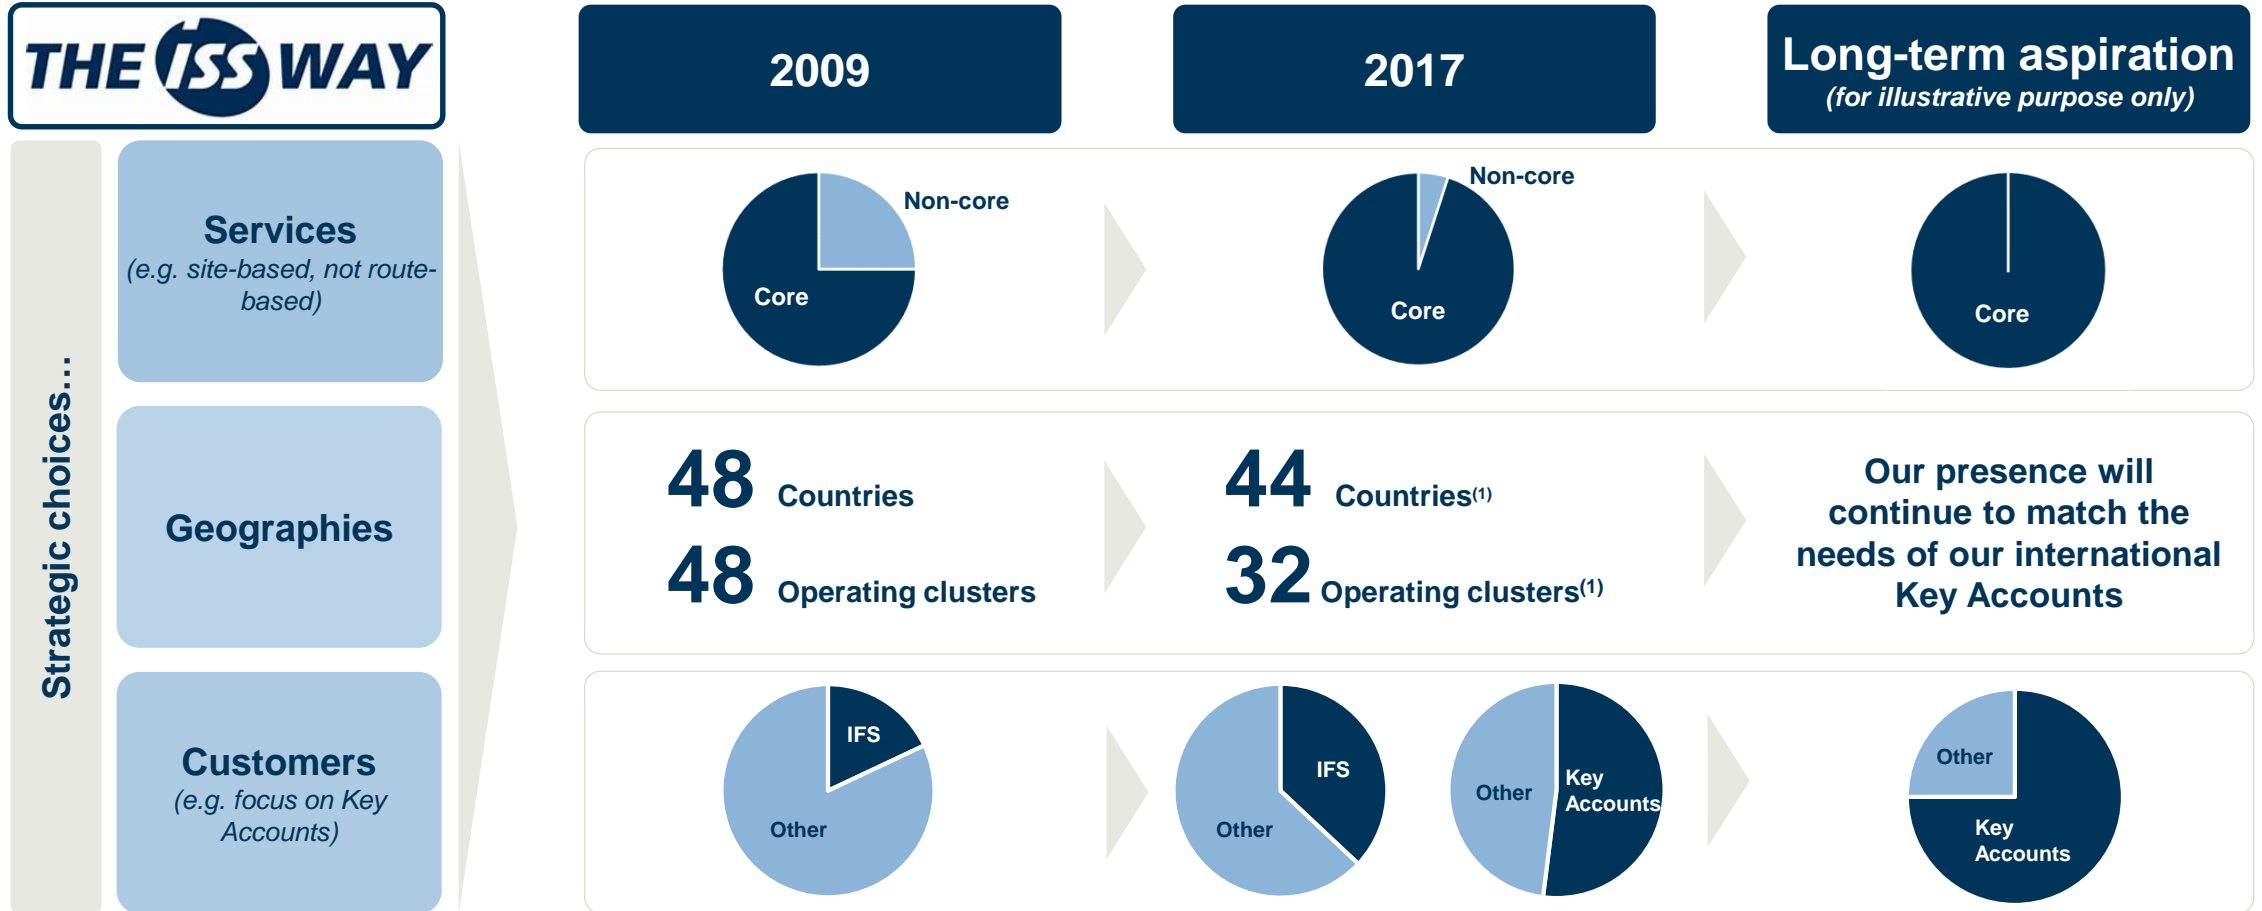 THE ISS WAY
2009
2017
Long-term aspiration
(for illustrative purpose only)
Strategic choices…
Services
(e.g. site-based, not route-
based)
Non-core
Core
Non-core
Core
Core
Geographies
48 Countries
48 Operating clusters
44 Countries(1)
32 Operating clusters(1)
Our presence will
continue to match the
needs of our international
Key Accounts
Customers
(e.g. focus on Key
Accounts)
IFS
Other
IFS
Other
Other
Key
Accounts
Other
Key
Accounts